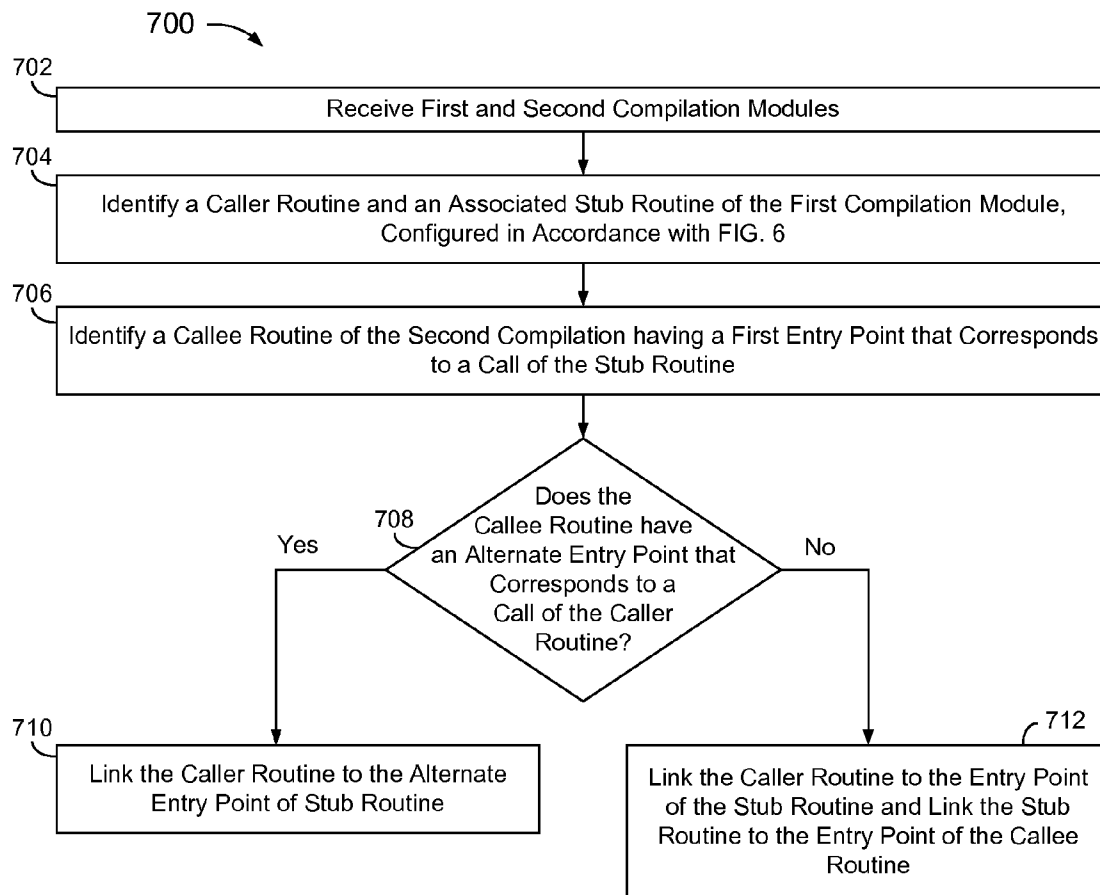 700
702
Receive First and Second Compilation Modules
704
Identify a Caller Routine and an Associated Stub Routine of the First Compilation Module,
Configured in Accordance with FIG. 6
706
Identify a Callee Routine of the Second Compilation having a First Entry Point that Corresponds
to a Call of the Stub Routine
708
Does the
Callee Routine have
an Alternate Entry Point that
Corresponds to a
Call of the Caller
Routine?
Yes
No
710
Link the Caller Routine to the Alternate
Entry Point of Stub Routine
712
Link the Caller Routine to the Entry Point
of the Stub Routine and Link the Stub
Routine to the Entry Point of the Callee
Routine